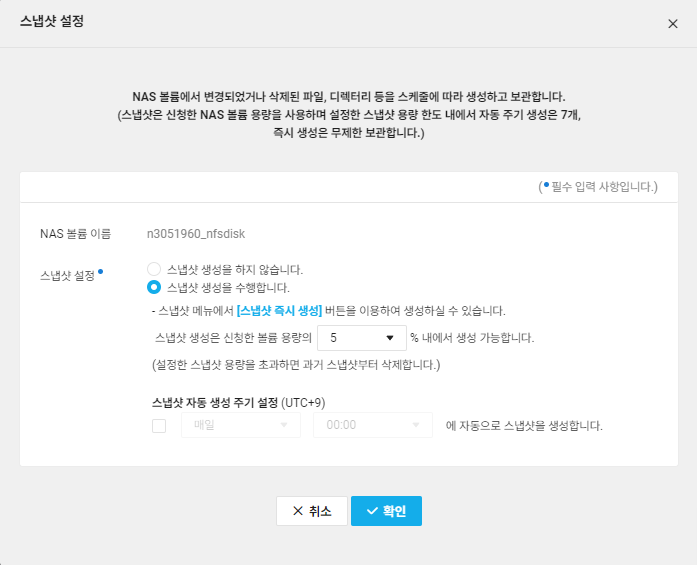 스냅샷 설정
NAS 볼륨에서 변경되었거나 삭제된 파일, 디렉터리 등을 스케줄에 따라 생성하고 보관합니다.
(스냅샷은 신청한 NAS 볼륨 용량을 사용하며 설정한 스냅샷 용량 한도 내에서 자동 주기 생성은 7개,
즉시 생성은 무제한 보관합니다.)
(• 필수 입력 사항입니다.)
NAS 볼륨 이름 n3051960_nfsdisk
스냅샷 설정• 스냅샷 생성을 하지 않습니다.
스냅샷 생성을 수행합니다.
- 스냅샷 메뉴에서 [스냅샷 즉시 생성] 버튼을 이용하여 생성하실 수 있습니다.
스냅샷 생성은 신청한 볼륨 용량의 5 % 내에서 생성 가능합니다.
(설정한 스냅샷 용량을 초과하면 과거 스냅샷부터 삭제합니다.)
스냅샷 자동 생성 주기 설정 (UTC+9)
매일 00:00 에 자동으로 스냅샷을 생성합니다.
취소 확인